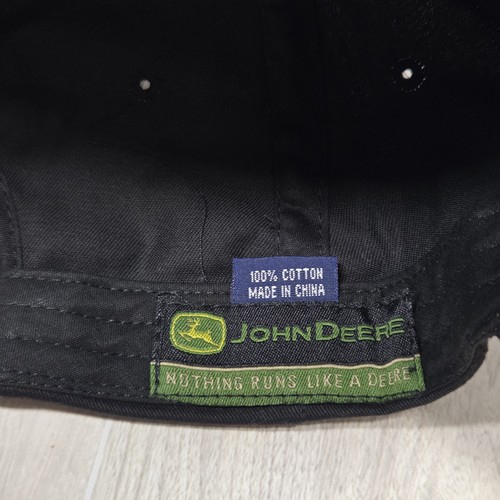 100% COTTON
MADE IN CHINA
JOHN DEERE
NOTHING RUNS LIKE A DEERE